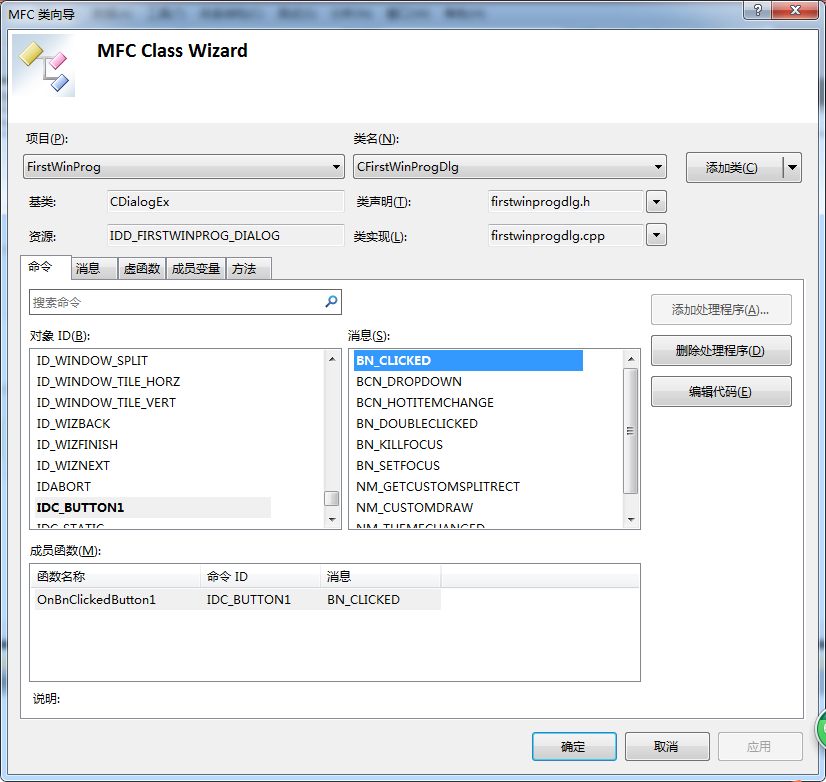 MFC 类向导
MFC Class Wizard
项目(P):
类名(N):
FirstWinProg
CFirstWinProgDlg
添加类(C)
基类:
CDialogEx
类声明(T):
firstwinprogdlg.h
资源:
IDD_FIRSTWINPROG_DIALOG
类实现(L):
firstwinprogdlg.cpp
命令
消息
虚函数
成员变量
方法
搜索命令
添加处理程序(A)...
对象 ID(B):
消息(S):
删除处理程序(D)
编辑代码(E)
ID_WINDOW_SPLIT
ID_WINDOW_TILE_HORZ
ID_WINDOW_TILE_VERT
ID_WIZBACK
ID_WIZFINISH
ID_WIZNEXT
IDABORT
IDC_BUTTON1
IDC_STATIC
BN_CLICKED
BCN_DROPDOWN
BCN_HOTITEMCHANGE
BN_DOUBLECLICKED
BN_KILLFOCUS
BN_SETFOCUS
NM_GETCUSTOMSPLITRECT
NM_CUSTOMDRAW
NM_THEMECHANGED
成员函数(M):
函数名称 命令 ID 消息
OnBnClickedButton1 IDC_BUTTON1 BN_CLICKED
说明:
确定
取消
应用